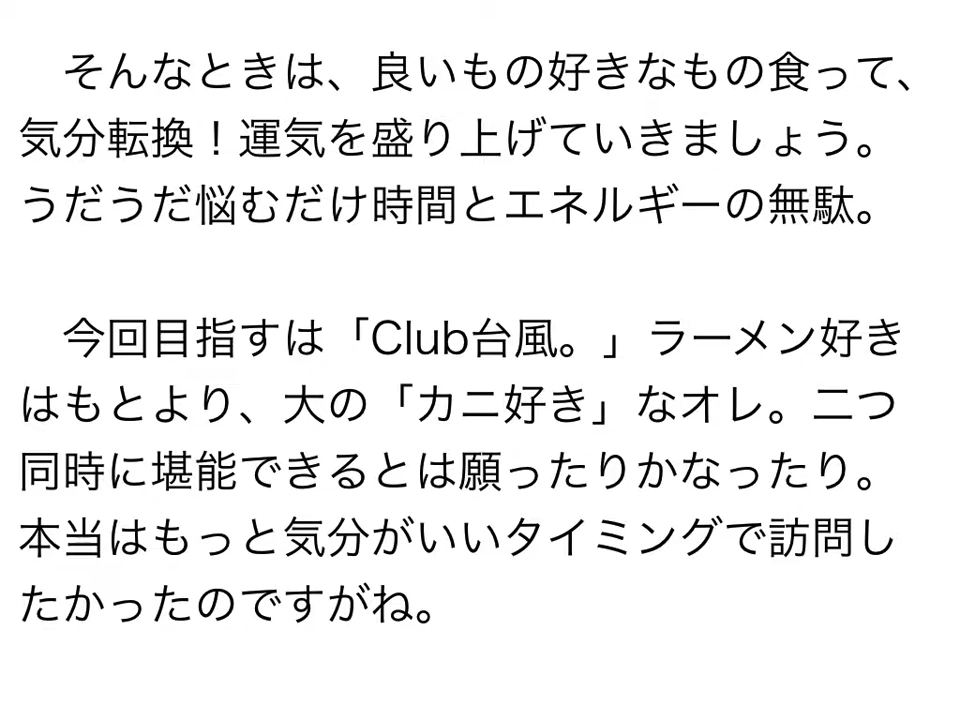 そんなときは、良いもの好きなもの食って、
気分転換！運気を盛り上げていきましょう。
うだうだ悩むだけ時間とエネルギーの無駄。
　今回目指すは「Club台風。」ラーメン好き
はもとより、大の「カニ好き」なオレ。二つ
同時に堪能できるとは願ったりかなったり。
本当はもっと気分がいいタイミングで訪問し
たかったのですがね。